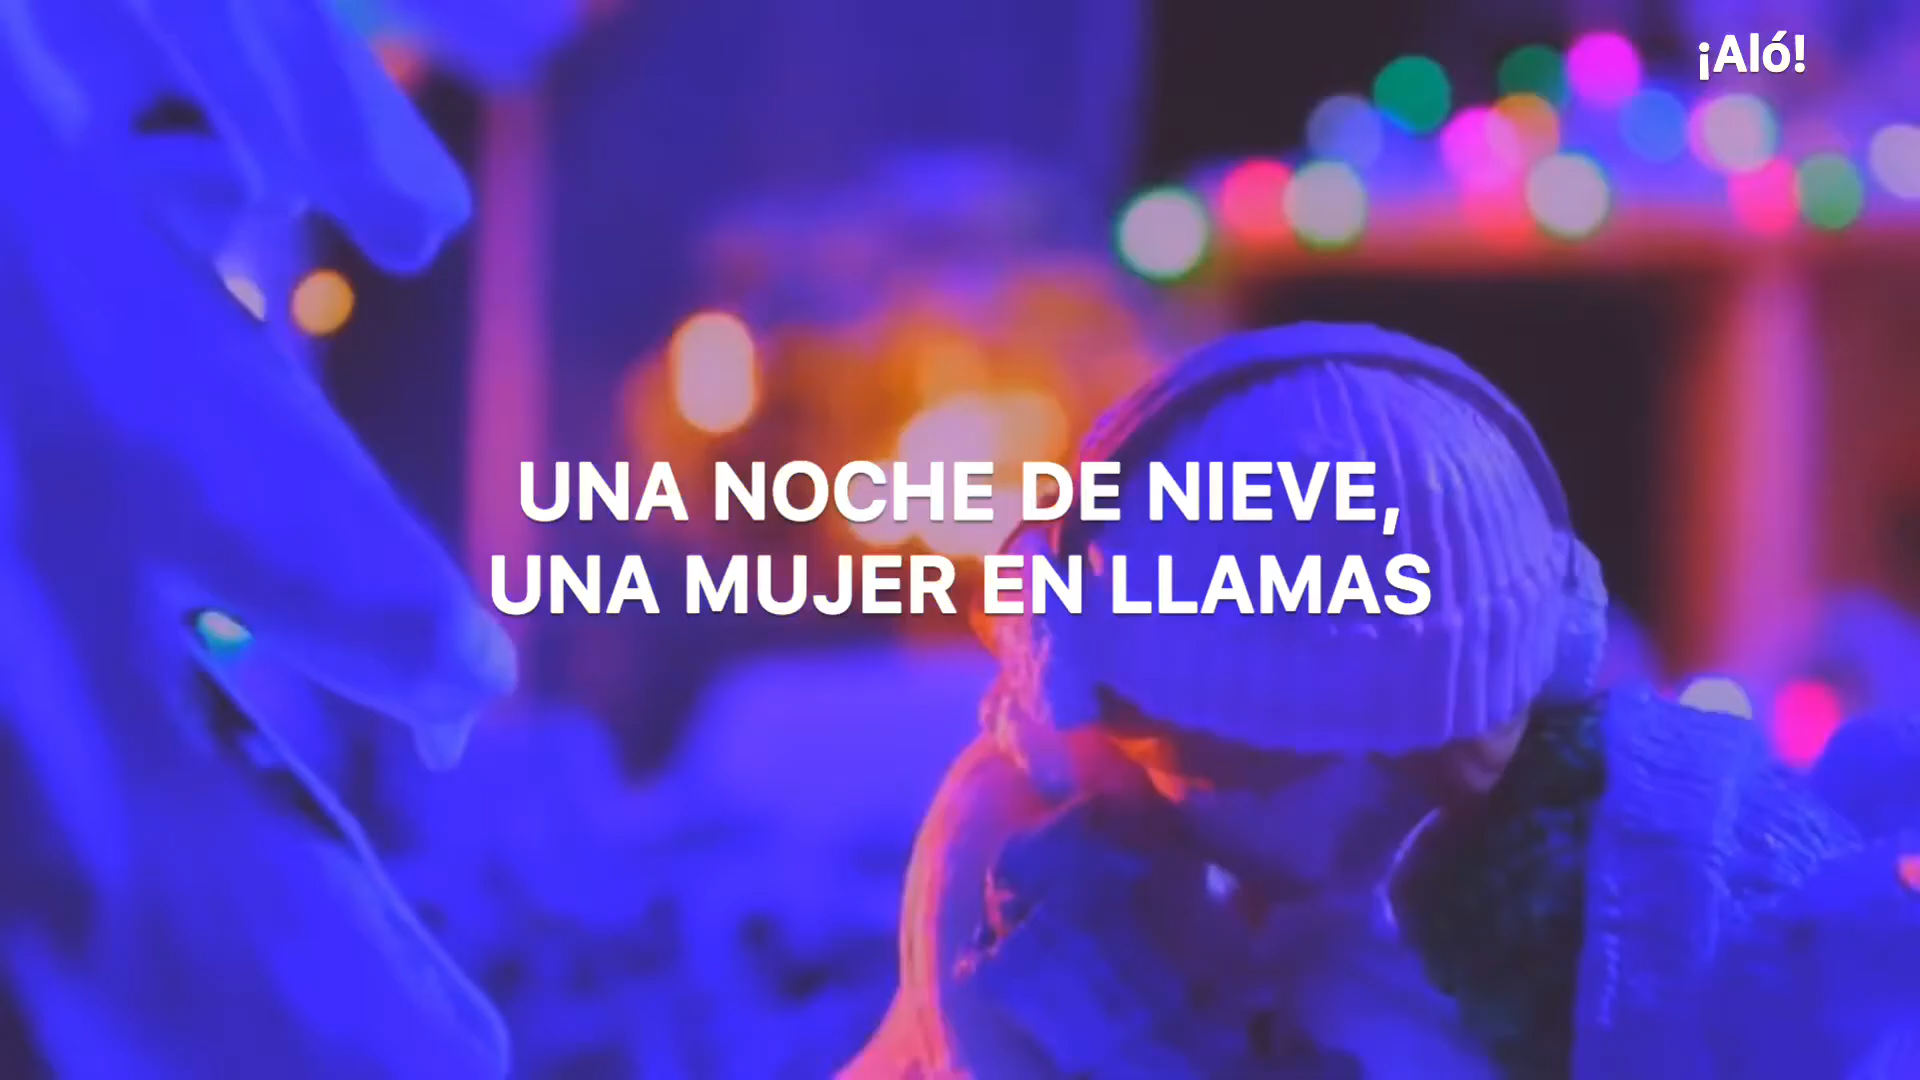 ¡Aló!
UNA NOCHE DE NIEVE,
UNA MUJER EN LLAMAS